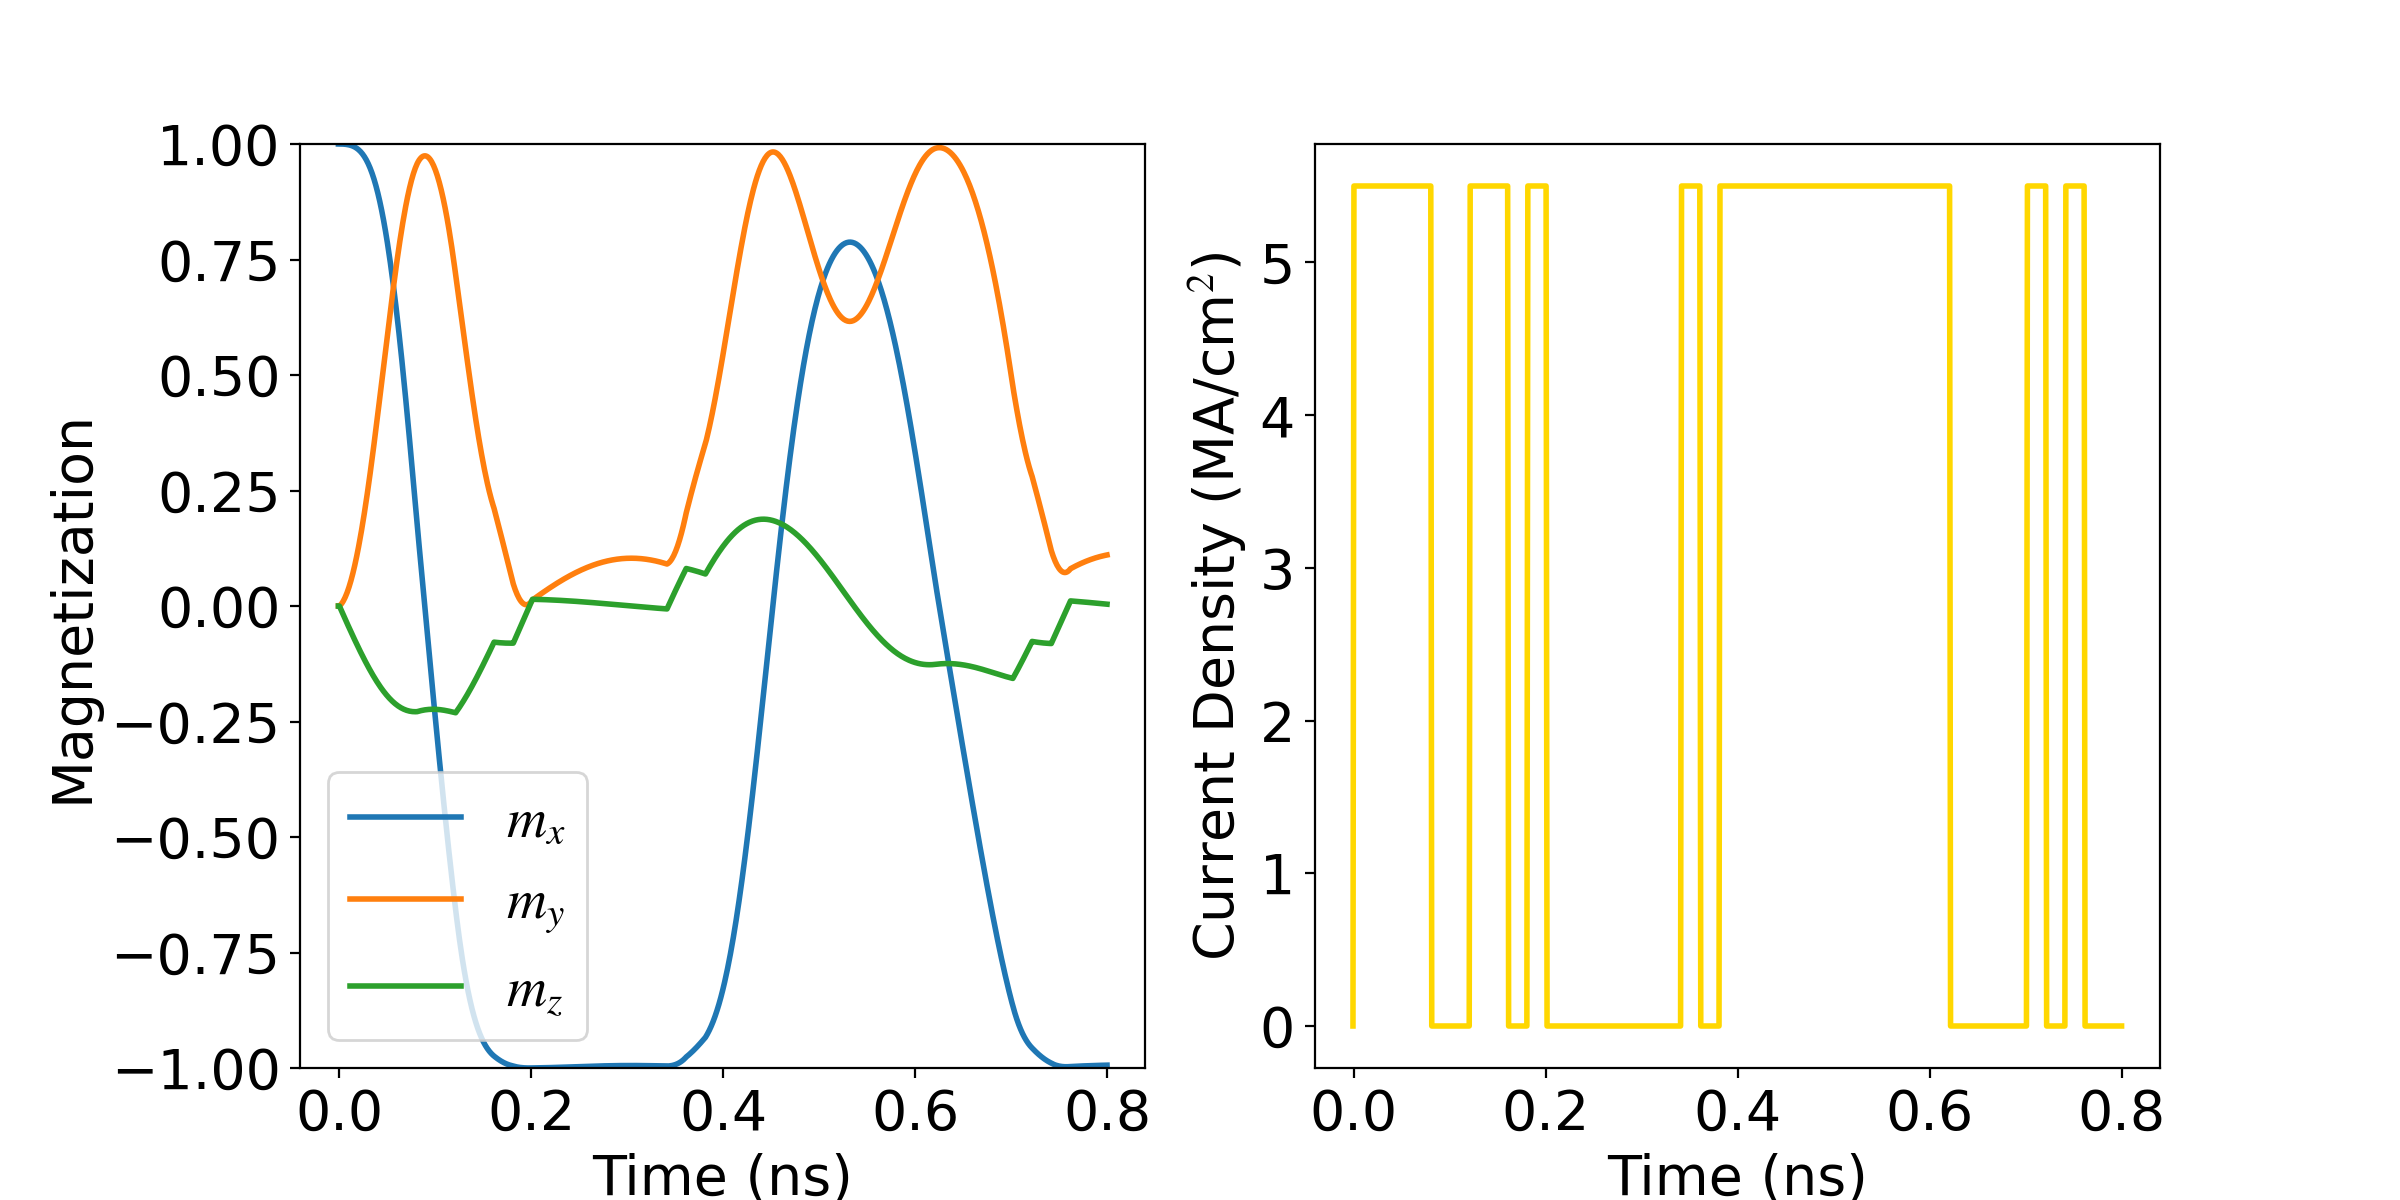 Magnetization
1.00
0.75
0.50
0.25
0.00
−0.25
−0.50
−0.75
−1.00
m_x
m_y
m_z
0.0 0.2 0.4 0.6 0.8
Time (ns)
Current Density (MA/cm²)
5
4
3
2
1
0
0.0 0.2 0.4 0.6 0.8
Time (ns)